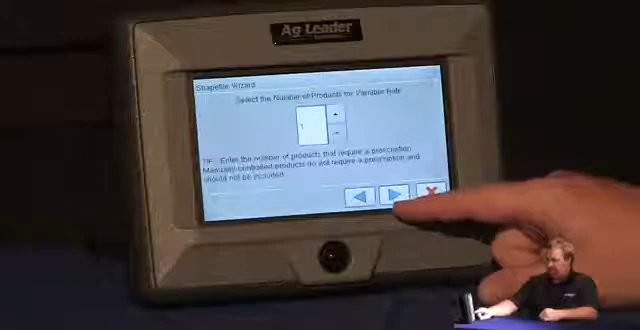 Ag Leader
Shapefile Wizard
Select the Number of Products for Variable Rate
1
TIP: Enter the number of products that require a prescription.
Manually controlled products do not require a prescription and
should not be included.